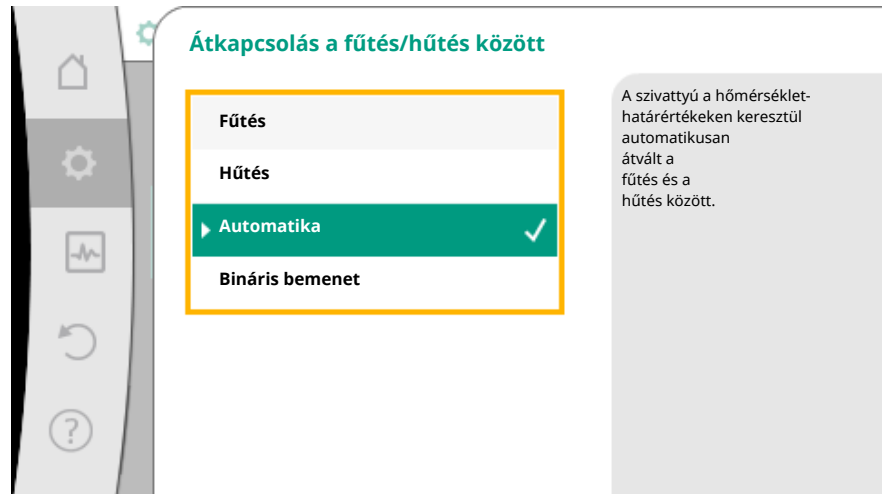 Átkapcsolás a fűtés/hűtés között
Fűtés
Hűtés
Automatika
Bináris bemenet
A szivattyú a hőmérséklet-
határértékeken keresztül
automatikusan
átvált a
fűtés és a
hűtés között.
?